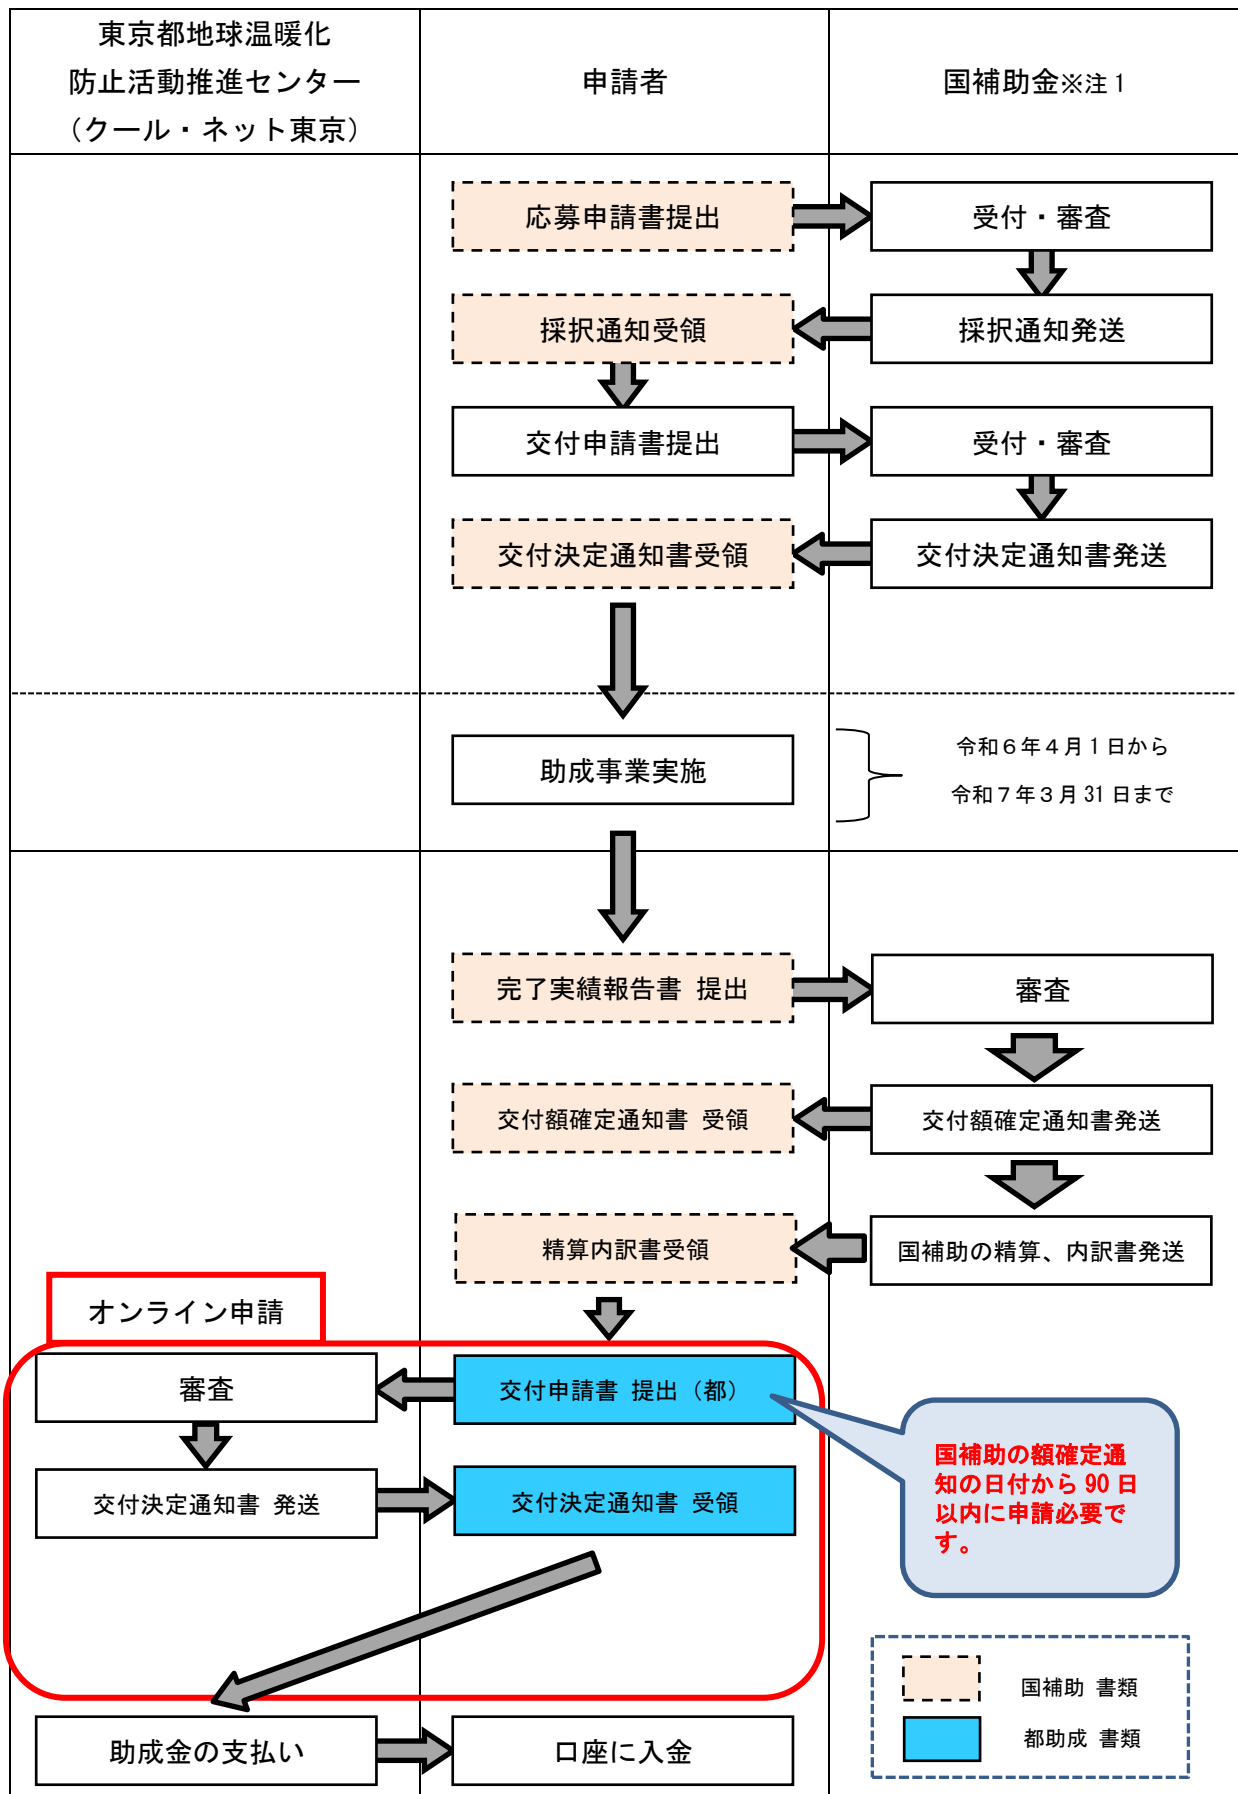 東京都地球温暖化
防止活動推進センター
（クール・ネット東京）
申請者
国補助金※注1
応募申請書提出
受付・審査
採択通知受領
採択通知発送
交付申請書提出
受付・審査
交付決定通知書受領
交付決定通知書発送
助成事業実施
令和６年４月1日から
令和７年３月31日まで
完了実績報告書 提出
審査
交付額確定通知書 受領
交付額確定通知書発送
精算内訳書受領
国補助の精算、内訳書発送
オンライン申請
審査
交付申請書 提出（都）
交付決定通知書 発送
交付決定通知書 受領
国補助の額確定通
知の日付から90日
以内に申請必要で
す。
国補助 書類
都助成 書類
助成金の支払い
口座に入金